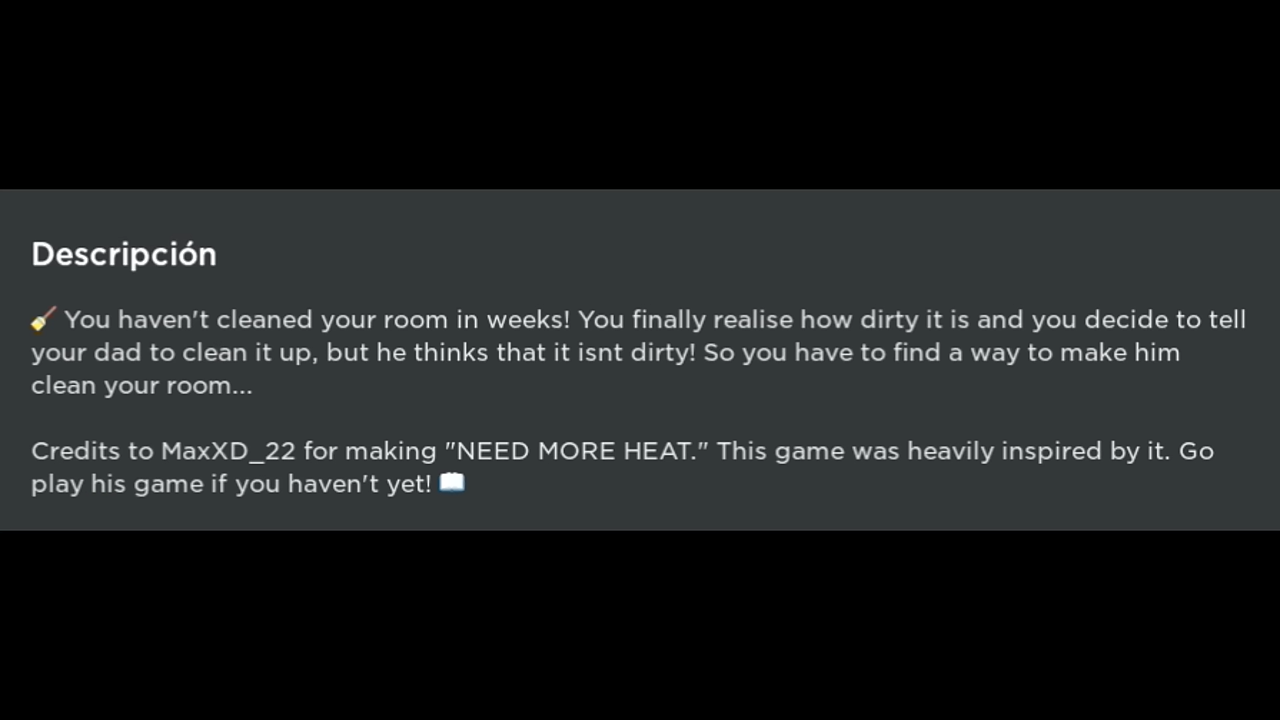 Descripción
🧹 You haven't cleaned your room in weeks! You finally realise how dirty it is and you decide to tell
your dad to clean it up, but he thinks that it isnt dirty! So you have to find a way to make him
clean your room...
Credits to MaxXD_22 for making "NEED MORE HEAT." This game was heavily inspired by it. Go
play his game if you haven't yet! 📖